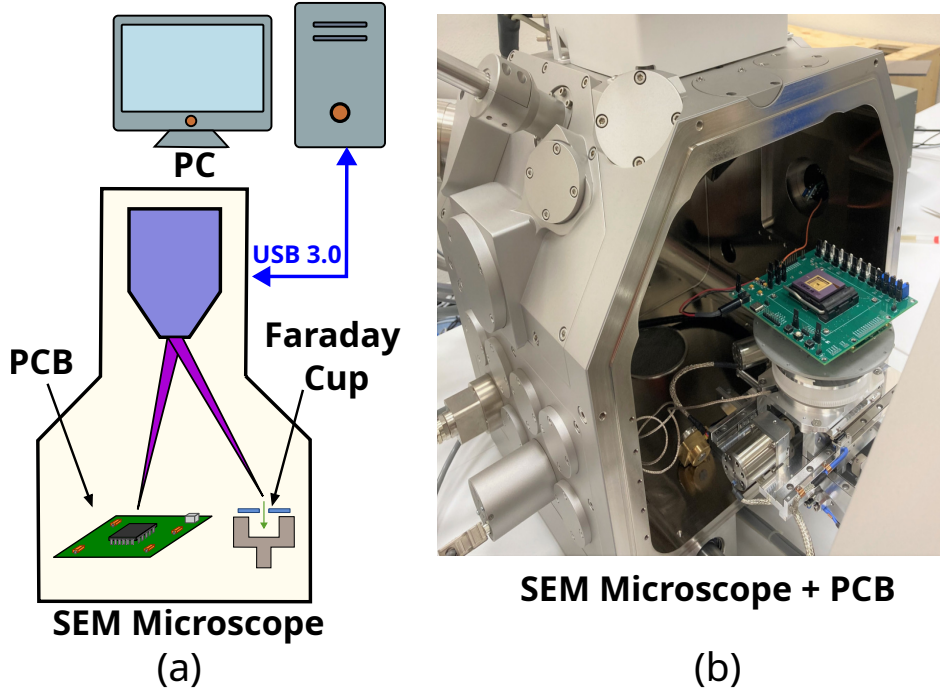 PC
USB 3.0
Faraday
Cup
PCB
SEM Microscope
(a)
SEM Microscope + PCB
(b)